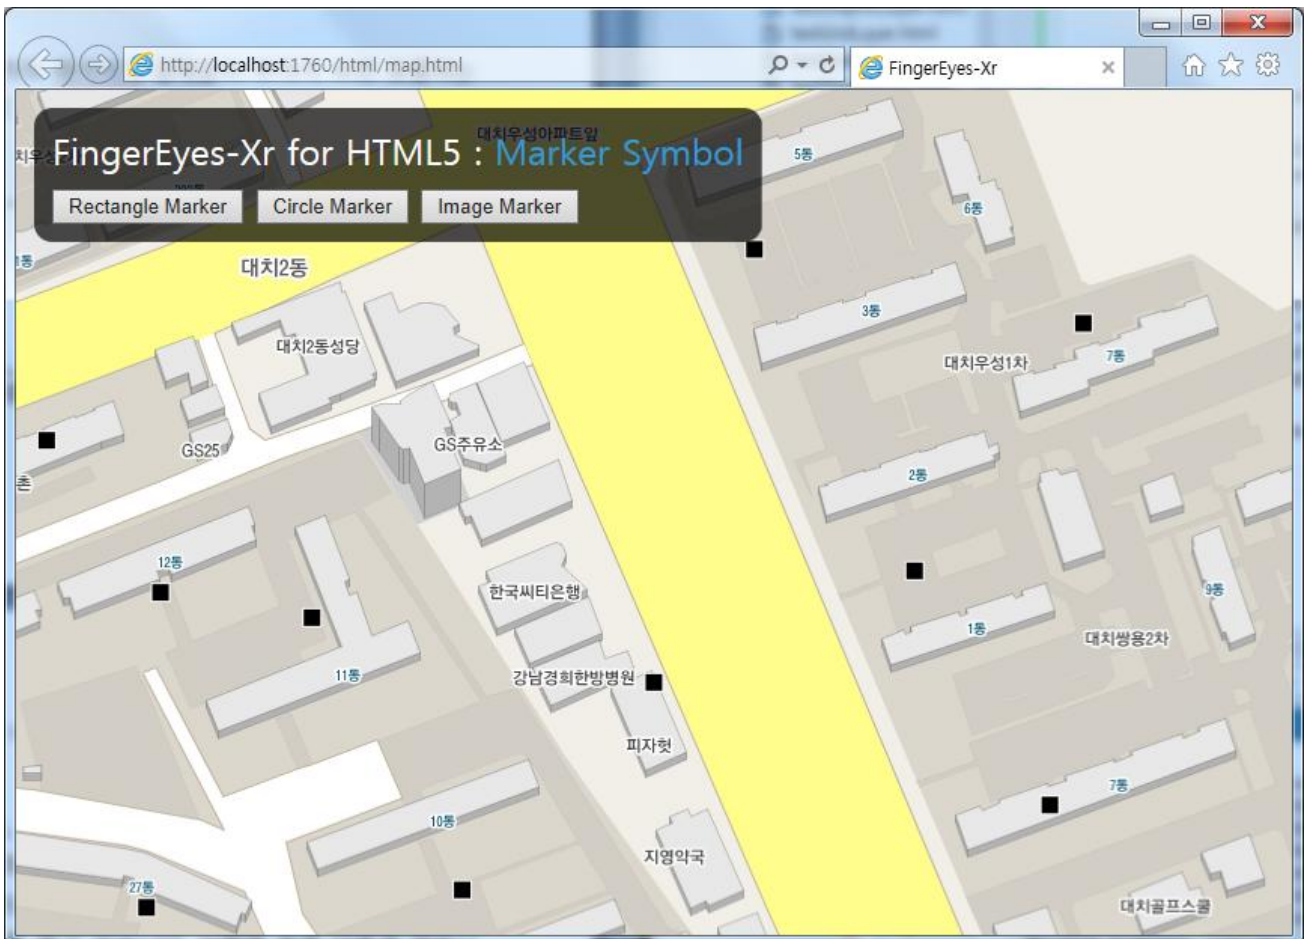 http://localhost:1760/html/map.html
FingerEyes-Xr
대치우성아파트앞
FingerEyes-Xr for HTML5 : Marker Symbol
5동
Rectangle Marker Circle Marker Image Marker
6동
1동
대치2동
3동
대치2동성당
대치우성1차
7동
GS25
GS주유소
2동
촌
12동
한국씨티은행
9동
1동
대치쌍용2차
11동
강남경희한방병원
피자헛
7동
10동
지영약국
27동
대치골프스쿨